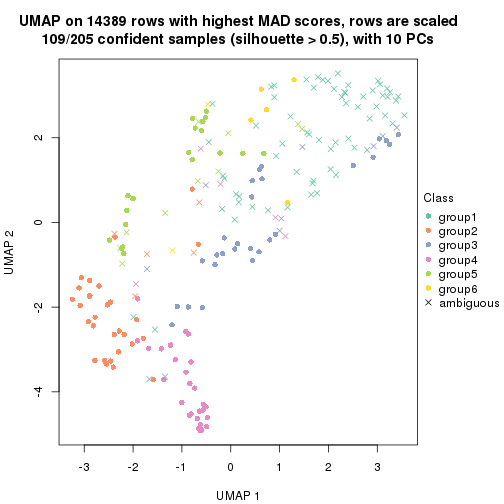 UMAP on 14389 rows with highest MAD scores, rows are scaled
109/205 confident samples (silhouette > 0.5), with 10 PCs
Class
group1
group2
group3
group4
group5
group6
ambiguous
UMAP 2
2
0
-2
-4
-3
-2
-1
0
1
2
3
UMAP 1